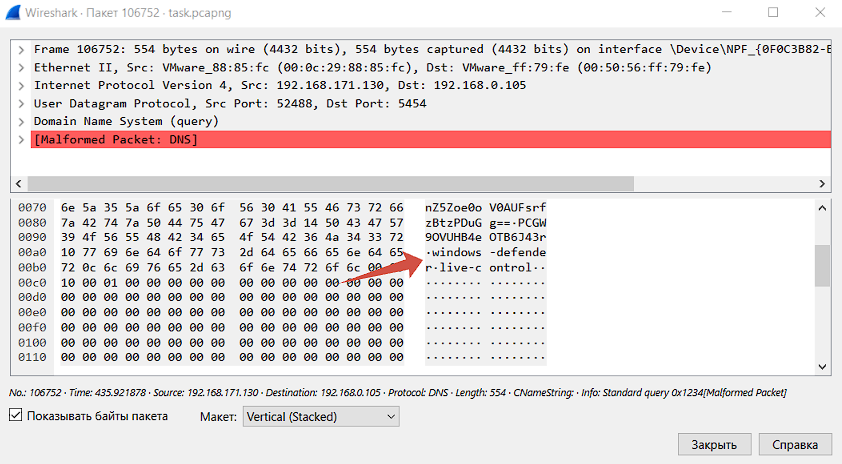 Wireshark · Пакет 106752 · task.pcapng
Frame 106752: 554 bytes on wire (4432 bits), 554 bytes captured (4432 bits) on interface \Device\NPF_{0F0C3B82-E
Ethernet II, Src: VMware_88:85:fc (00:0c:29:88:85:fc), Dst: VMware_ff:79:fe (00:50:56:ff:79:fe)
Internet Protocol Version 4, Src: 192.168.171.130, Dst: 192.168.0.105
User Datagram Protocol, Src Port: 52488, Dst Port: 5454
Domain Name System (query)
[Malformed Packet: DNS]
0070 6e 5a 35 5a 6f 65 30 6f 56 30 41 55 46 73 72 66 nZ5Zoe0o V0AUFsrf
0080 7a 42 74 7a 50 44 75 47 67 3d 3d 14 50 43 47 57 zBtzPDuG g==·PCGW
0090 39 4f 56 55 48 42 34 65 4f 54 42 36 4a 34 33 72 9OVUHB4e OTB6J43r
00a0 10 77 69 6e 64 6f 77 73 2d 64 65 66 65 6e 64 65 ·windows -defende
00b0 72 0c 6c 69 76 65 2d 63 6f 6e 74 72 6f 6c 00 r·live-c ontrol··
00c0 10 00 01 00 00 00 00 00 00 00 00 00 00 00 00 00 ········ ········
00d0 00 00 00 00 00 00 00 00 00 00 00 00 00 00 00 00 ········ ········
00e0 00 00 00 00 00 00 00 00 00 00 00 00 00 00 00 00 ········ ········
00f0 00 00 00 00 00 00 00 00 00 00 00 00 00 00 00 00 ········ ········
0100 00 00 00 00 00 00 00 00 00 00 00 00 00 00 00 00 ········ ········
0110 00 00 00 00 00 00 00 00 00 00 00 00 00 00 00 00 ········ ········
No.: 106752 · Time: 435.921878 · Source: 192.168.171.130 · Destination: 192.168.0.105 · Protocol: DNS · Length: 554 · CNameString: · Info: Standard query 0x1234[Malformed Packet]
Показывать байты пакета Макет: Vertical (Stacked)
Закрыть Справка